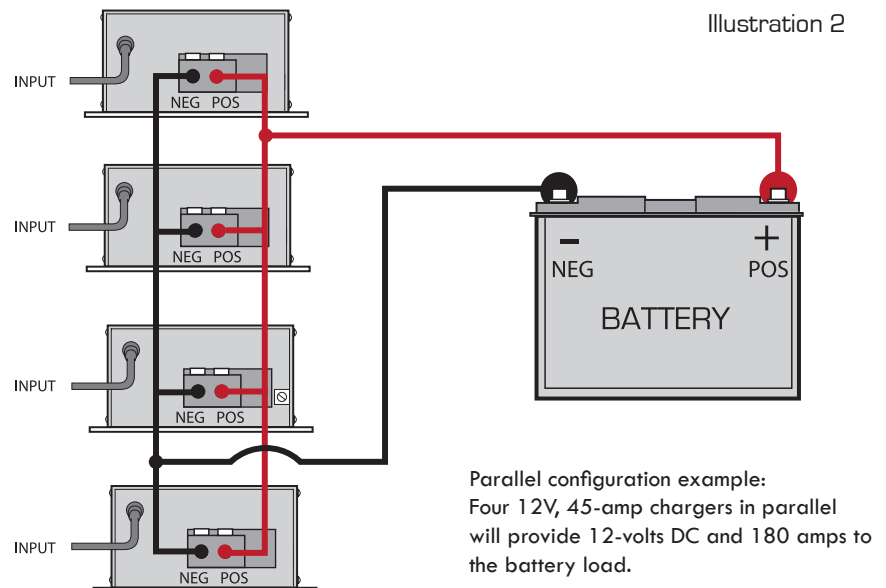 Illustration 2
INPUT
NEG POS
INPUT
NEG POS
INPUT
NEG POS
INPUT
NEG POS
– +
NEG POS
BATTERY
Parallel configuration example:
Four 12V, 45-amp chargers in parallel
will provide 12-volts DC and 180 amps to
the battery load.